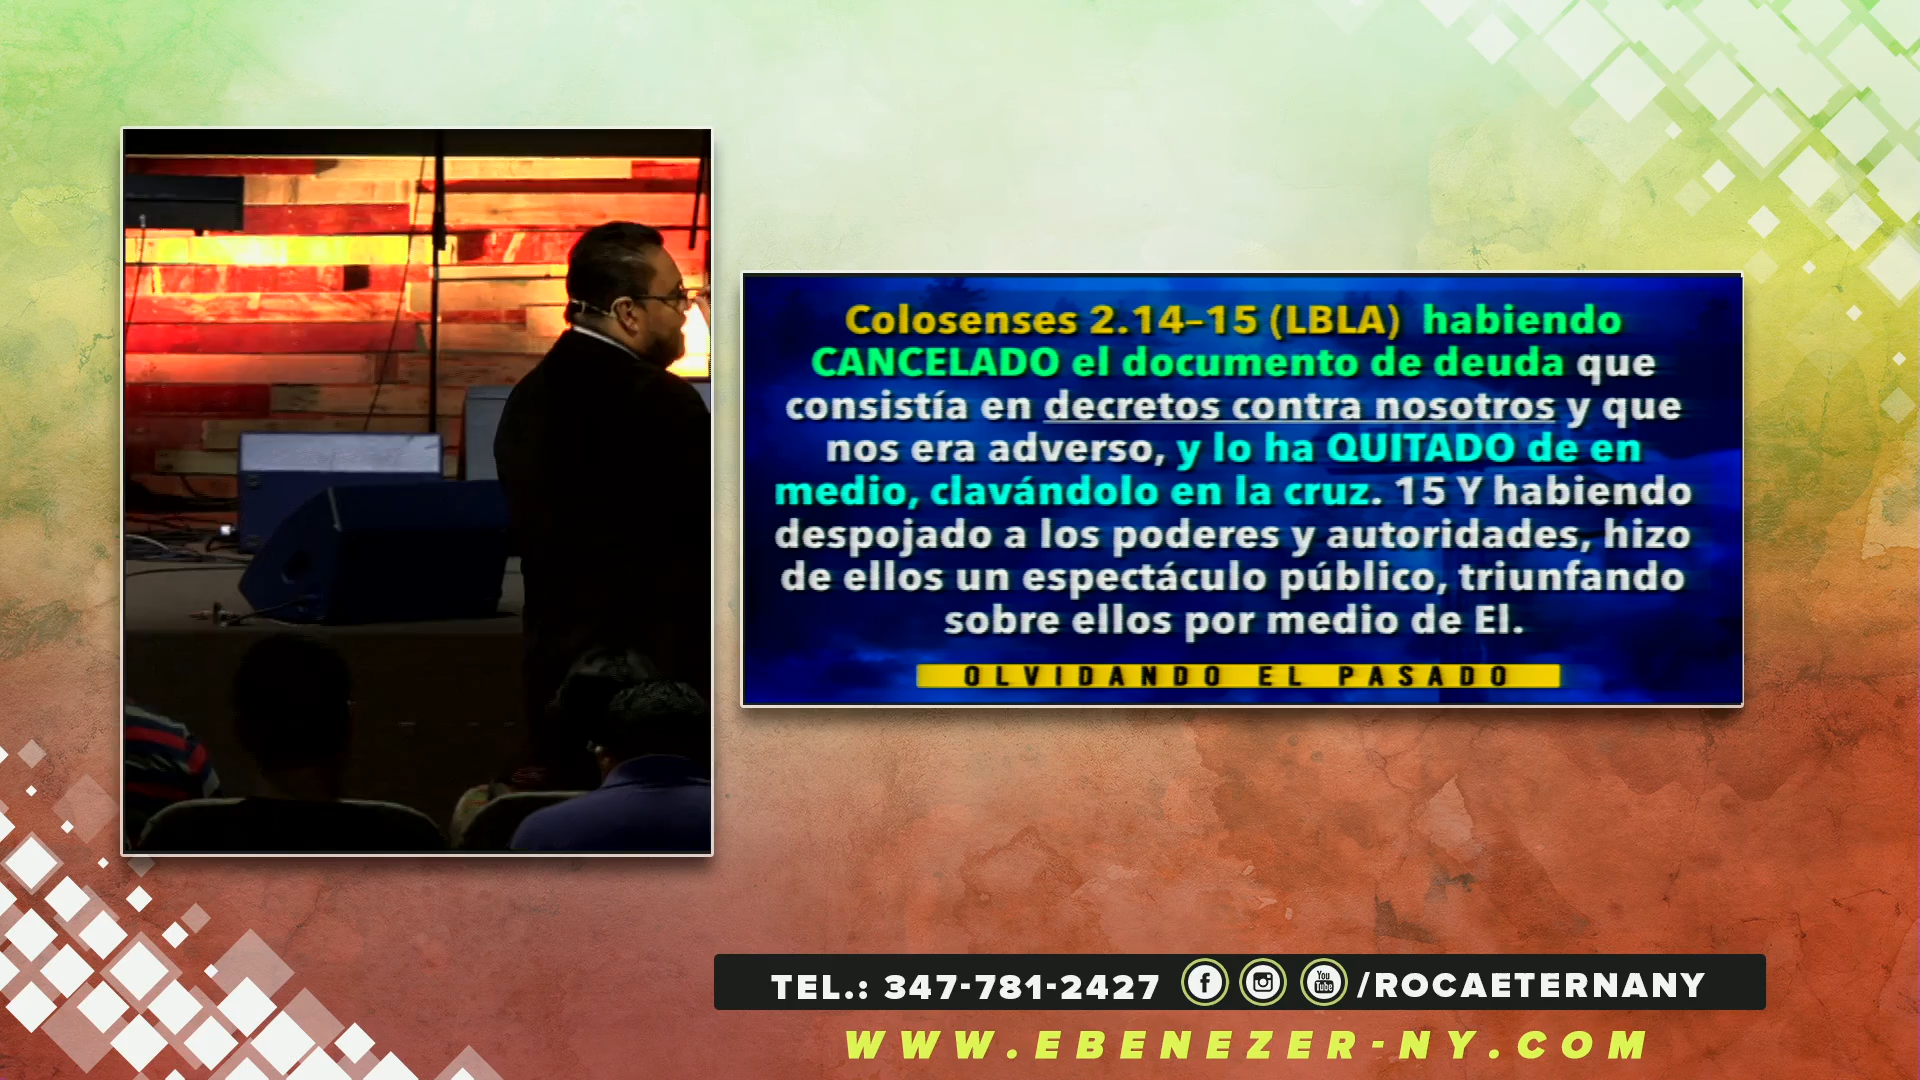 Colosenses 2.14–15 (LBLA) habiendo
CANCELADO el documento de deuda que
consistía en decretos contra nosotros y que
nos era adverso, y lo ha QUITADO de en
medio, clavándolo en la cruz. 15 Y habiendo
despojado a los poderes y autoridades, hizo
de ellos un espectáculo público, triunfando
sobre ellos por medio de El.
OLVIDANDO EL PASADO
TEL.: 347-781-2427 f You Tube /ROCAETERNANY
WWW.EBENEZER-NY.COM